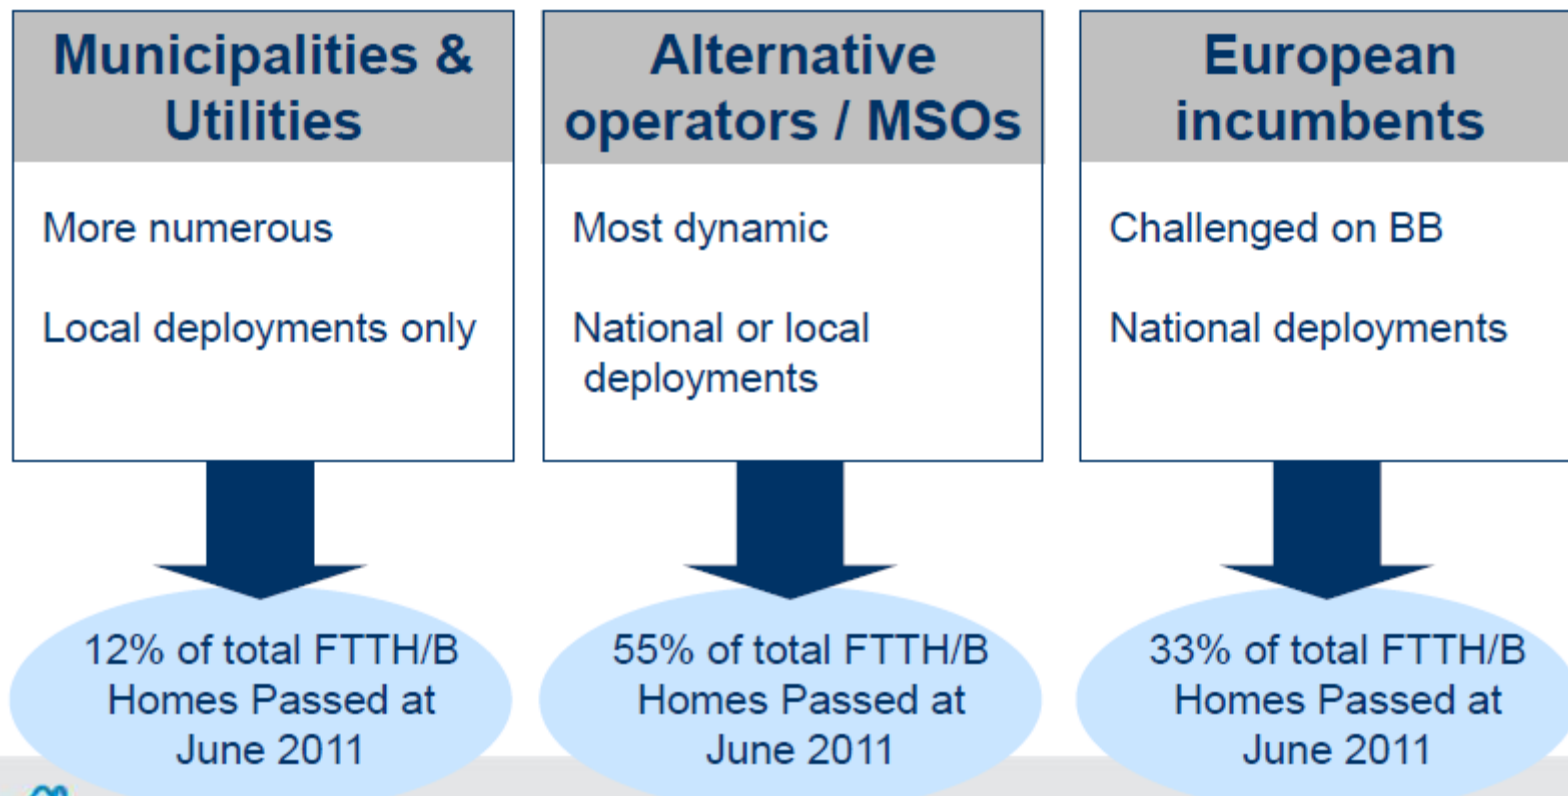 Municipalities &
Utilities
More numerous
Local deployments only
12% of total FTTH/B
Homes Passed at
June 2011
Alternative
operators / MSOs
Most dynamic
National or local
deployments
55% of total FTTH/B
Homes Passed at
June 2011
European
incumbents
Challenged on BB
National deployments
33% of total FTTH/B
Homes Passed at
June 2011